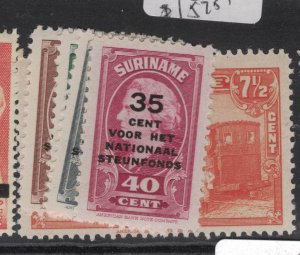 SURINAME
35
CENT
VOOR HET
NATIONAAL
STEUNFONDS
40
CENT
AMERICAN BANK NOTE COMPANY
7½
CENT